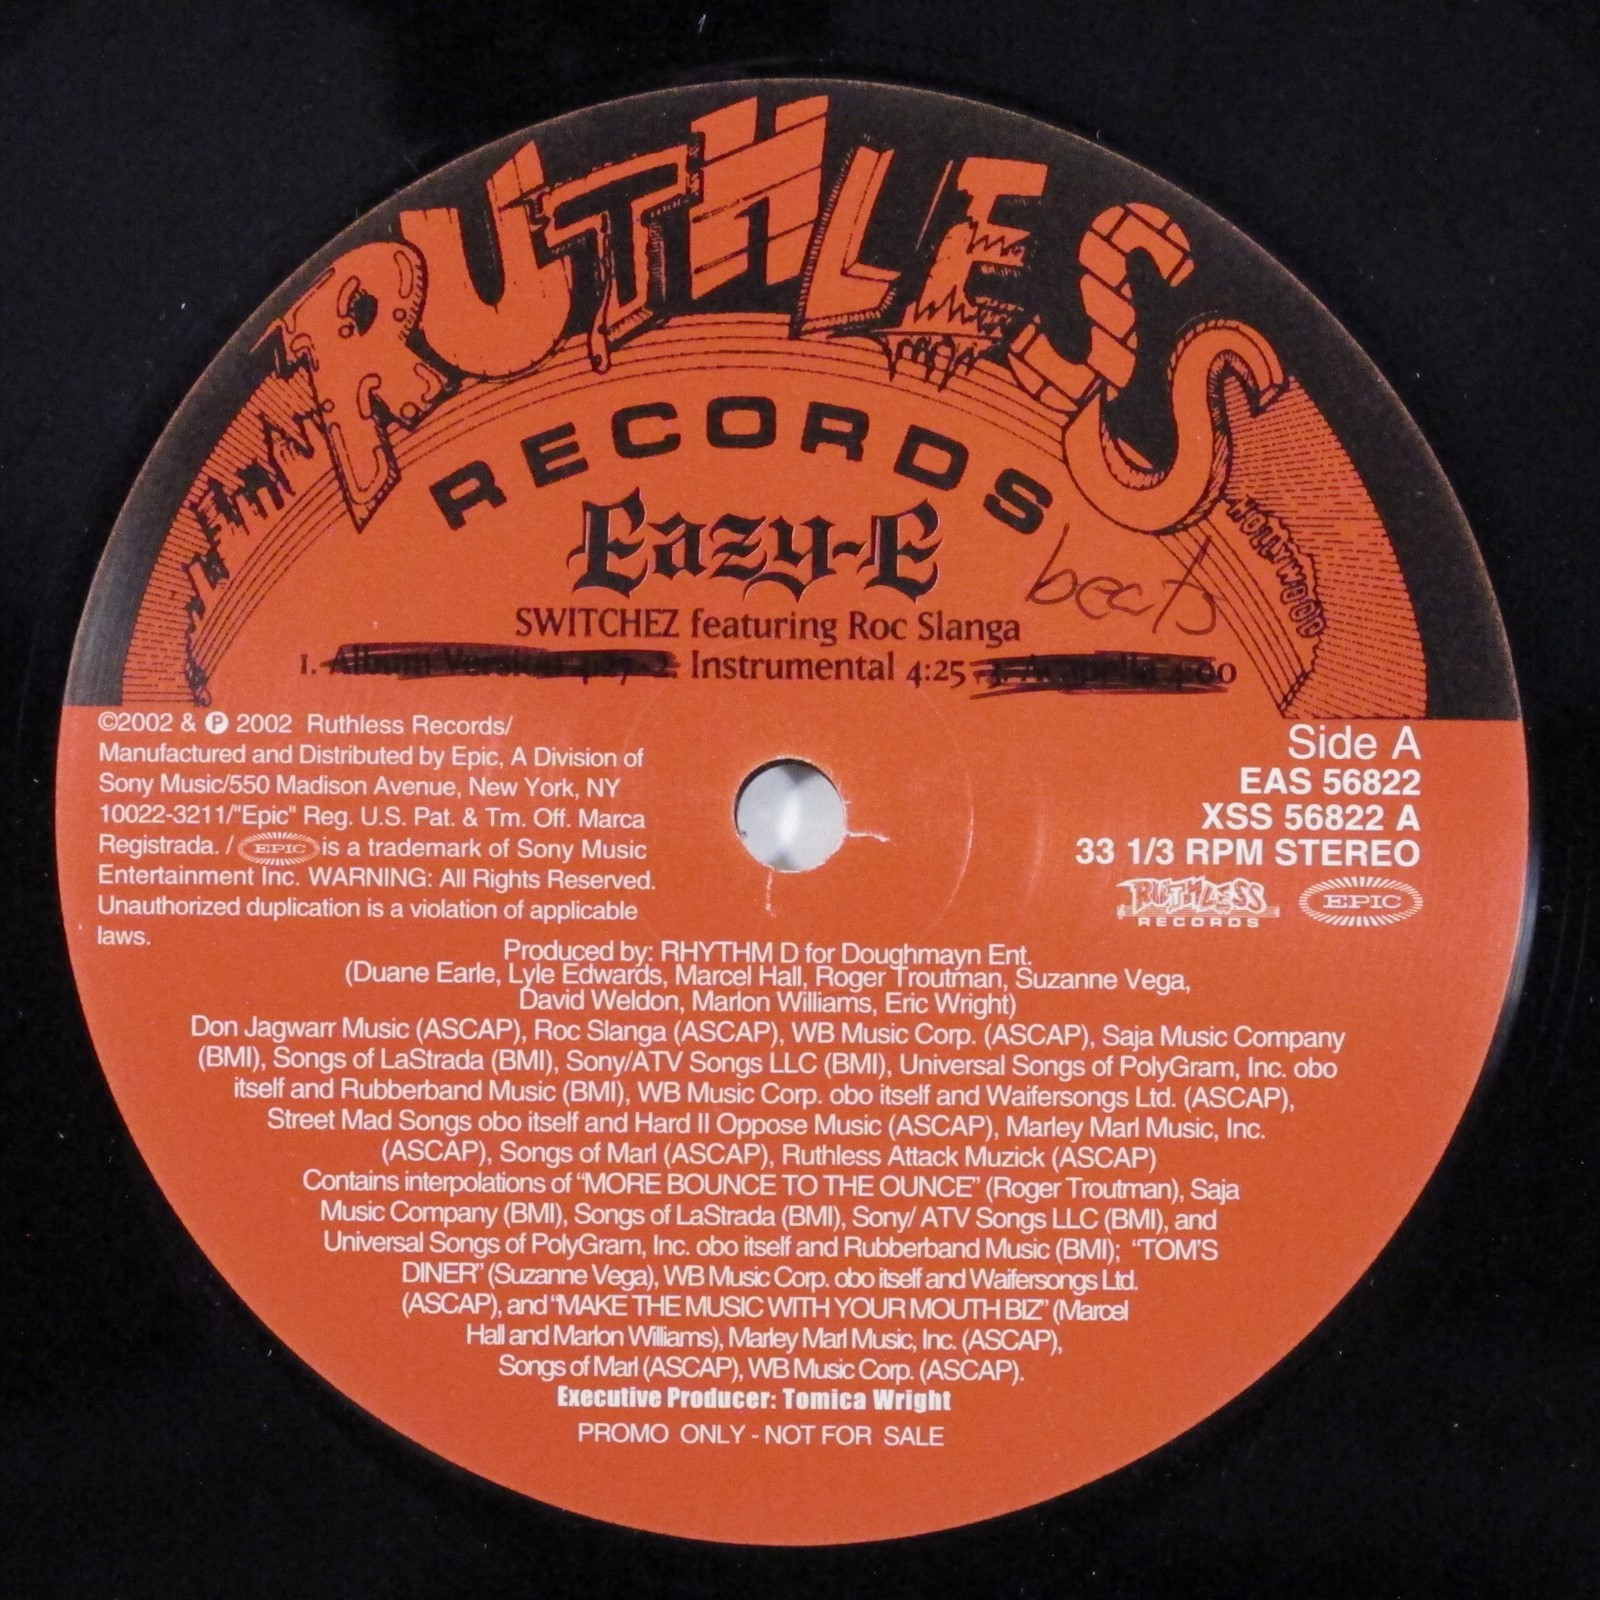 RUTHLESS
RECORDS
HOLLYWOOD
Eazy-E
beats
SWITCHEZ featuring Roc Slanga
1. Album Version 4:27 2. Instrumental 4:25 3. Acappella 4:00
©2002 & ℗ 2002 Ruthless Records/
Manufactured and Distributed by Epic, A Division of
Sony Music/550 Madison Avenue, New York, NY
10022-3211/"Epic" Reg. U.S. Pat. & Tm. Off. Marca
Registrada. / EPIC is a trademark of Sony Music
Entertainment Inc. WARNING: All Rights Reserved.
Unauthorized duplication is a violation of applicable
laws.
Side A
EAS 56822
XSS 56822 A
33 1/3 RPM STEREO
RUTHLESS RECORDS EPIC
Produced by: RHYTHM D for Doughmayn Ent.
(Duane Earle, Lyle Edwards, Marcel Hall, Roger Troutman, Suzanne Vega,
David Weldon, Marlon Williams, Eric Wright)
Don Jagwarr Music (ASCAP), Roc Slanga (ASCAP), WB Music Corp. (ASCAP), Saja Music Company
(BMI), Songs of LaStrada (BMI), Sony/ATV Songs LLC (BMI), Universal Songs of PolyGram, Inc. obo
itself and Rubberband Music (BMI), WB Music Corp. obo itself and Waifersongs Ltd. (ASCAP),
Street Mad Songs obo itself and Hard II Oppose Music (ASCAP), Marley Marl Music, Inc.
(ASCAP), Songs of Marl (ASCAP), Ruthless Attack Muzick (ASCAP)
Contains interpolations of "MORE BOUNCE TO THE OUNCE" (Roger Troutman), Saja
Music Company (BMI), Songs of LaStrada (BMI), Sony/ ATV Songs LLC (BMI), and
Universal Songs of PolyGram, Inc. obo itself and Rubberband Music (BMI); "TOM'S
DINER" (Suzanne Vega), WB Music Corp. obo itself and Waifersongs Ltd.
(ASCAP), and "MAKE THE MUSIC WITH YOUR MOUTH BIZ" (Marcel
Hall and Marlon Williams), Marley Marl Music, Inc. (ASCAP),
Songs of Marl (ASCAP), WB Music Corp. (ASCAP).
Executive Producer: Tomica Wright
PROMO ONLY - NOT FOR SALE